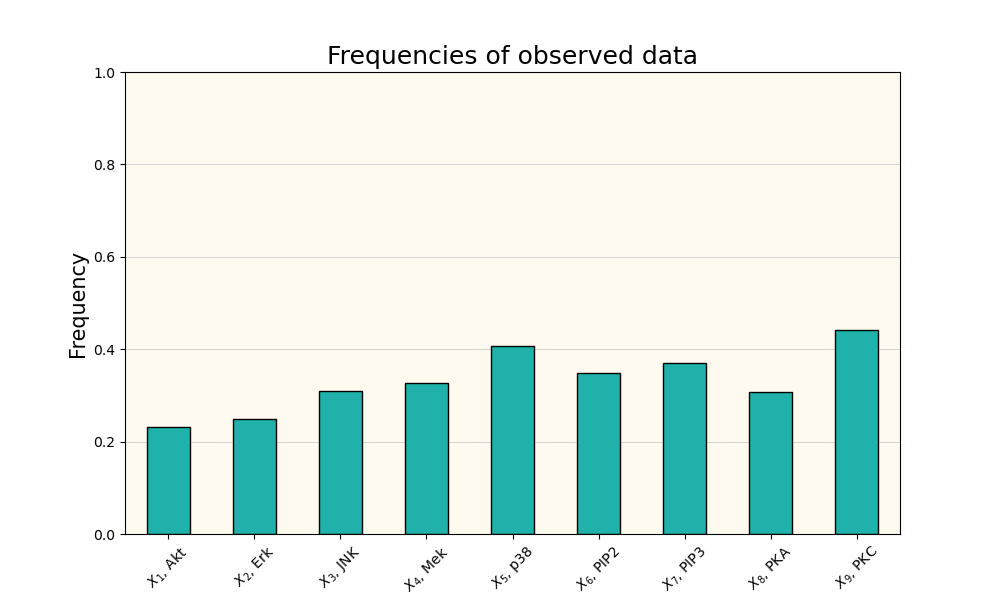 Frequencies of observed data
Frequency
1.0
0.8
0.6
0.4
0.2
0.0
X₁, Akt
X₂, Erk
X₃, JNK
X₄, Mek
X₅, p38
X₆, PIP2
X₇, PIP3
X₈, PKA
X₉, PKC